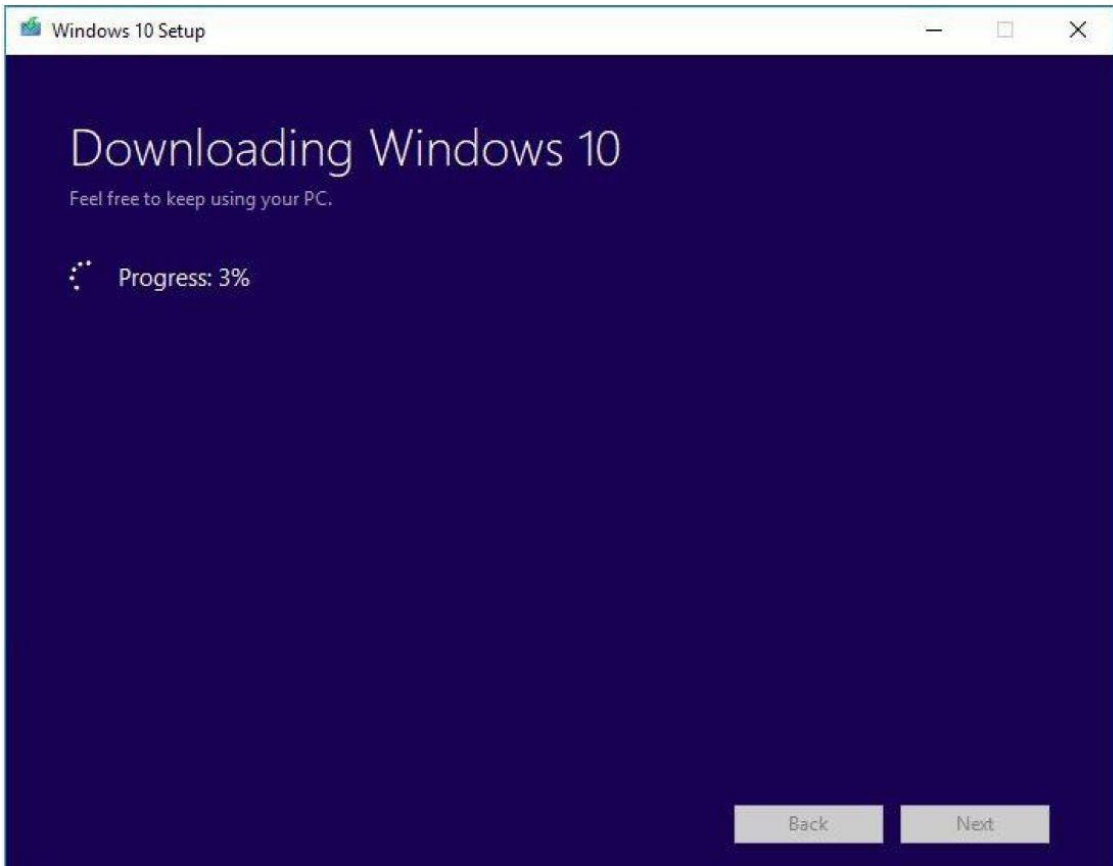 Windows 10 Setup
Downloading Windows 10
Feel free to keep using your PC.
Progress: 3%
Back
Next